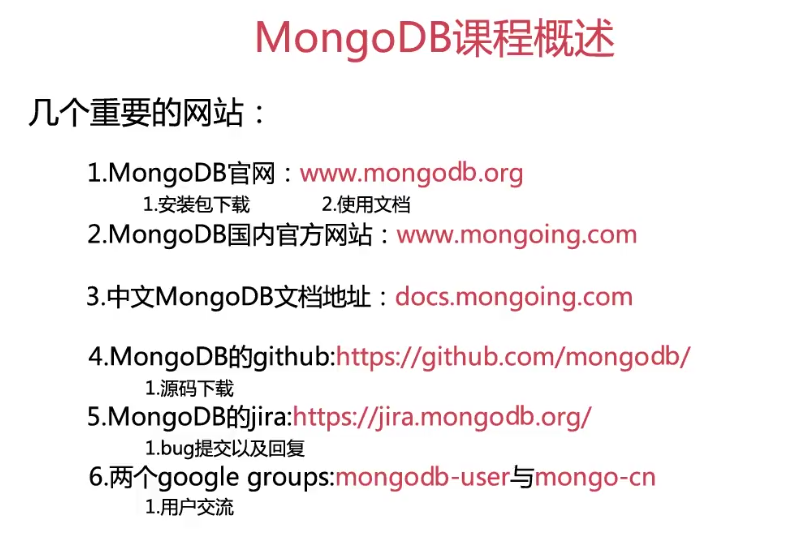 MongoDB课程概述
几个重要的网站：
1.MongoDB官网：www.mongodb.org
1.安装包下载 2.使用文档
2.MongoDB国内官方网站：www.mongoing.com
3.中文MongoDB文档地址：docs.mongoing.com
4.MongoDB的github:https://github.com/mongodb/
1.源码下载
5.MongoDB的jira:https://jira.mongodb.org/
1.bug提交以及回复
6.两个google groups:mongodb-user与mongo-cn
1.用户交流